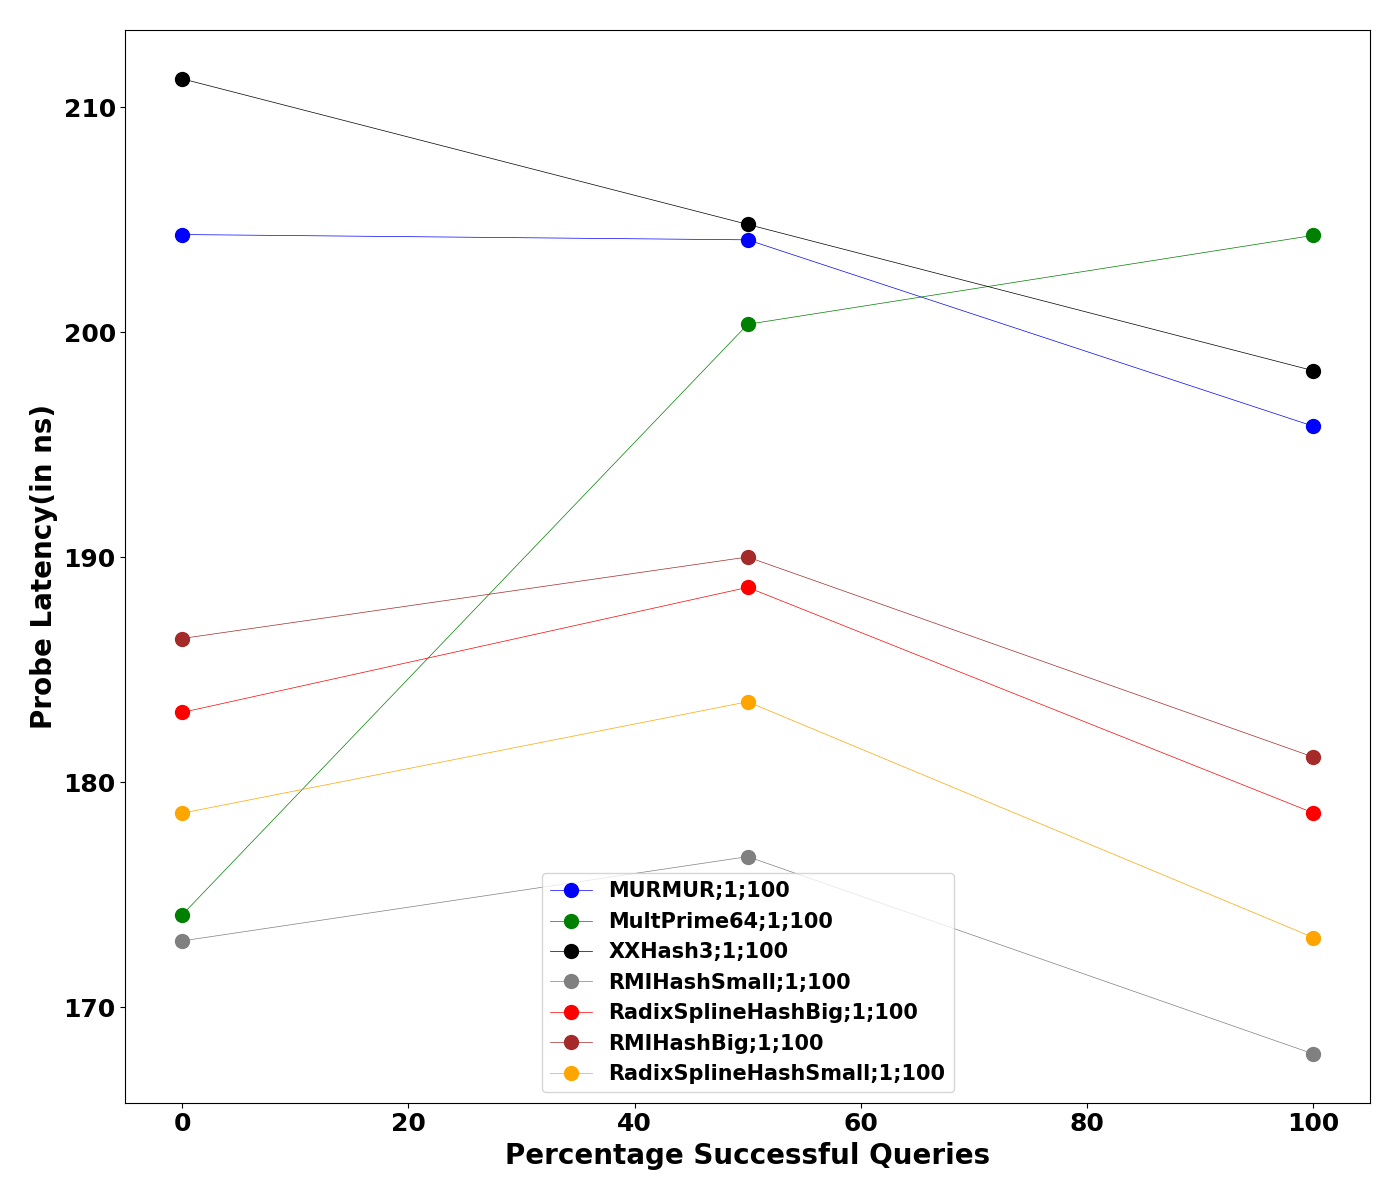 210
200
190
180
170
Probe Latency(in ns)
MURMUR;1;100
MultPrime64;1;100
XXHash3;1;100
RMIHashSmall;1;100
RadixSplineHashBig;1;100
RMIHashBig;1;100
RadixSplineHashSmall;1;100
0 20 40 60 80 100
Percentage Successful Queries